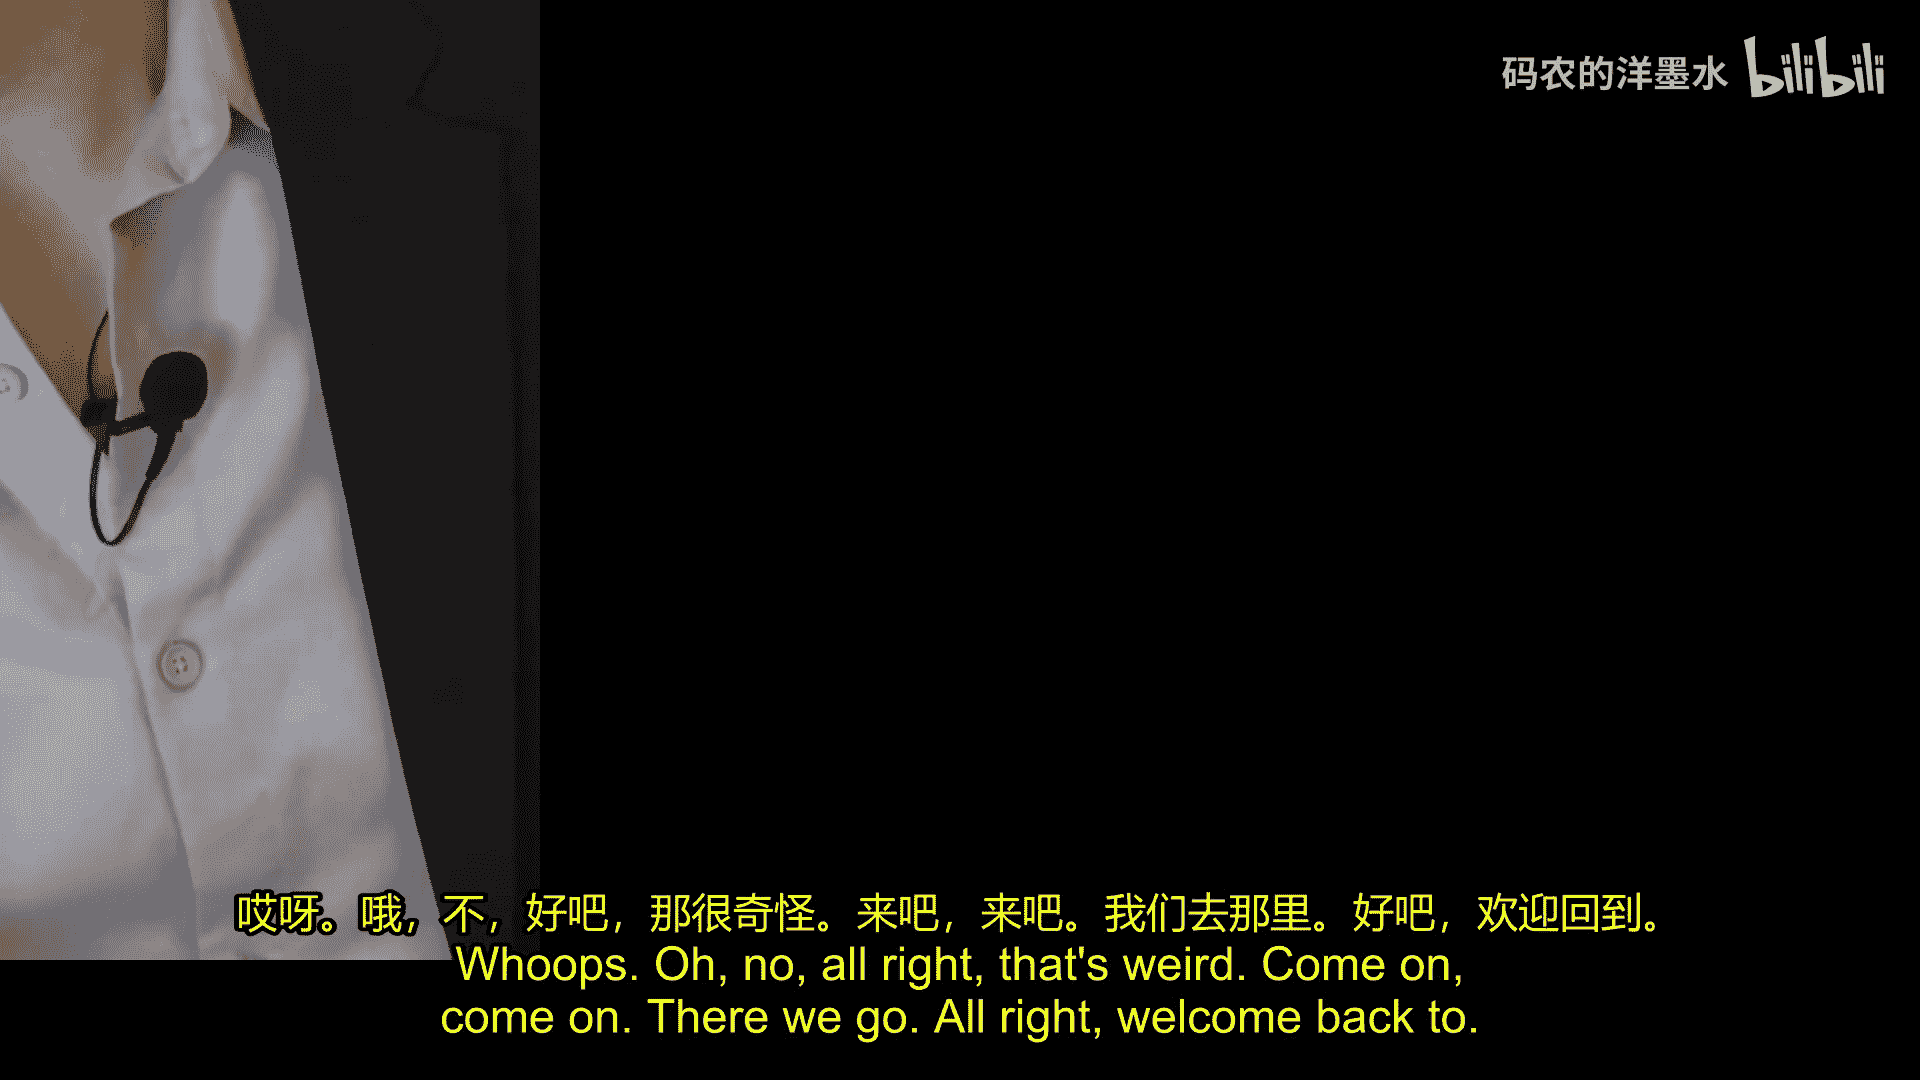 码农的洋墨水 bilibili
哎呀。哦，不，好吧，那很奇怪。来吧，来吧。我们去那里。好吧，欢迎回到。
Whoops. Oh, no, all right, that's weird. Come on,
come on. There we go. All right, welcome back to.